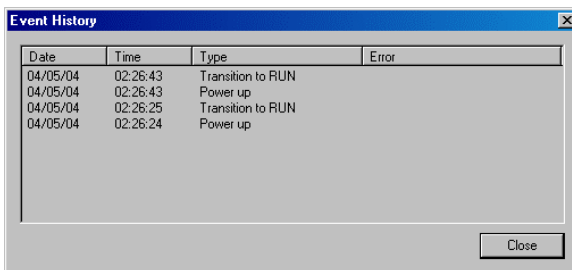 Event History
Date Time Type Error
04/05/04 02:26:43 Transition to RUN
04/05/04 02:26:43 Power up
04/05/04 02:26:25 Transition to RUN
04/05/04 02:26:24 Power up
Close